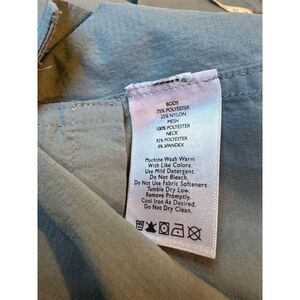 BODY
75% POLYESTER
25% NYLON
MESH
100% POLYESTER
NECK
92% POLYESTER
8% SPANDEX
Machine Wash Warm
With Like Colors.
Use Mild Detergent.
Do Not Bleach.
Do Not Use Fabric Softeners.
Tumble Dry Low.
Remove Promptly.
Cool Iron As Desired.
Do Not Dry Clean.